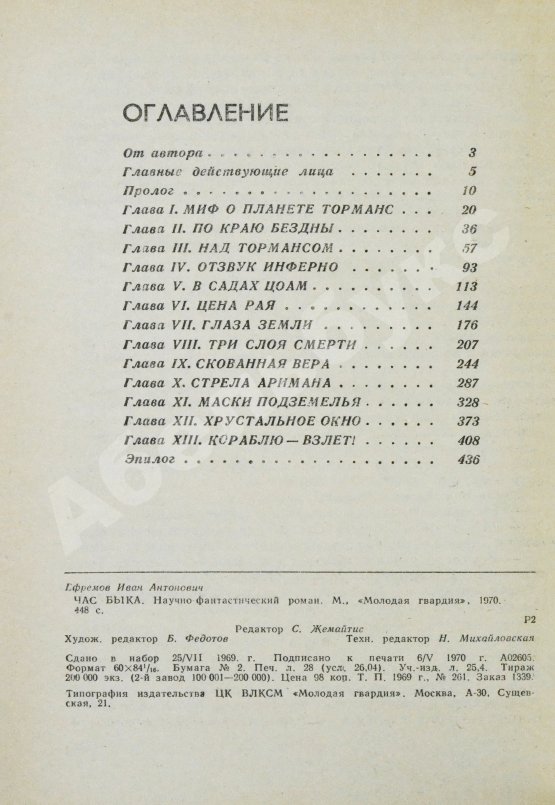 ОГЛАВЛЕНИЕ
От автора . . . . . . . . . . . . . . . 3
Главные действующие лица . . . . . . 5
Пролог . . . . . . . . . . . . . . . . . 10
Глава I. МИФ О ПЛАНЕТЕ ТОРМАНС . . . 20
Глава II. ПО КРАЮ БЕЗДНЫ . . . . . . . 36
Глава III. НАД ТОРМАНСОМ . . . . . . . 57
Глава IV. ОТЗВУК ИНФЕРНО . . . . . . . 93
Глава V. В САДАХ ЦОАМ . . . . . . . . . 113
Глава VI. ЦЕНА РАЯ . . . . . . . . . . . 144
Глава VII. ГЛАЗА ЗЕМЛИ . . . . . . . . . 176
Глава VIII. ТРИ СЛОЯ СМЕРТИ . . . . . . 207
Глава IX. СКОВАННАЯ ВЕРА . . . . . . . . 244
Глава X. СТРЕЛА АРИМАНА . . . . . . . . 287
Глава XI. МАСКИ ПОДЗЕМЕЛЬЯ . . . . . . 328
Глава XII. ХРУСТАЛЬНОЕ ОКНО . . . . . . 373
Глава XIII. КОРАБЛЮ — ВЗЛЕТ! . . . . . . 408
Эпилог . . . . . . . . . . . . . . . . . 436
Ефремов Иван Антонович
ЧАС БЫКА. Научно-фантастический роман. М., «Молодая гвардия», 1970.
448 с.
Р2
Редактор С. Жемайтис
Худож. редактор Б. Федотов Техн. редактор Н. Михайловская
Сдано в набор 25/VII 1969 г. Подписано к печати 6/V 1970 г. А02605.
Формат 60×84¹/₁₆. Бумага № 2. Печ. л. 28 (усл. 26,04). Уч.-изд. л. 25,4. Тираж
200 000 экз. (2-й завод 100 001—200 000). Цена 98 коп. Т. П. 1969 г., № 261. Заказ 1339.
Типография издательства ЦК ВЛКСМ «Молодая гвардия». Москва, А-30, Сущев-
ская, 21.